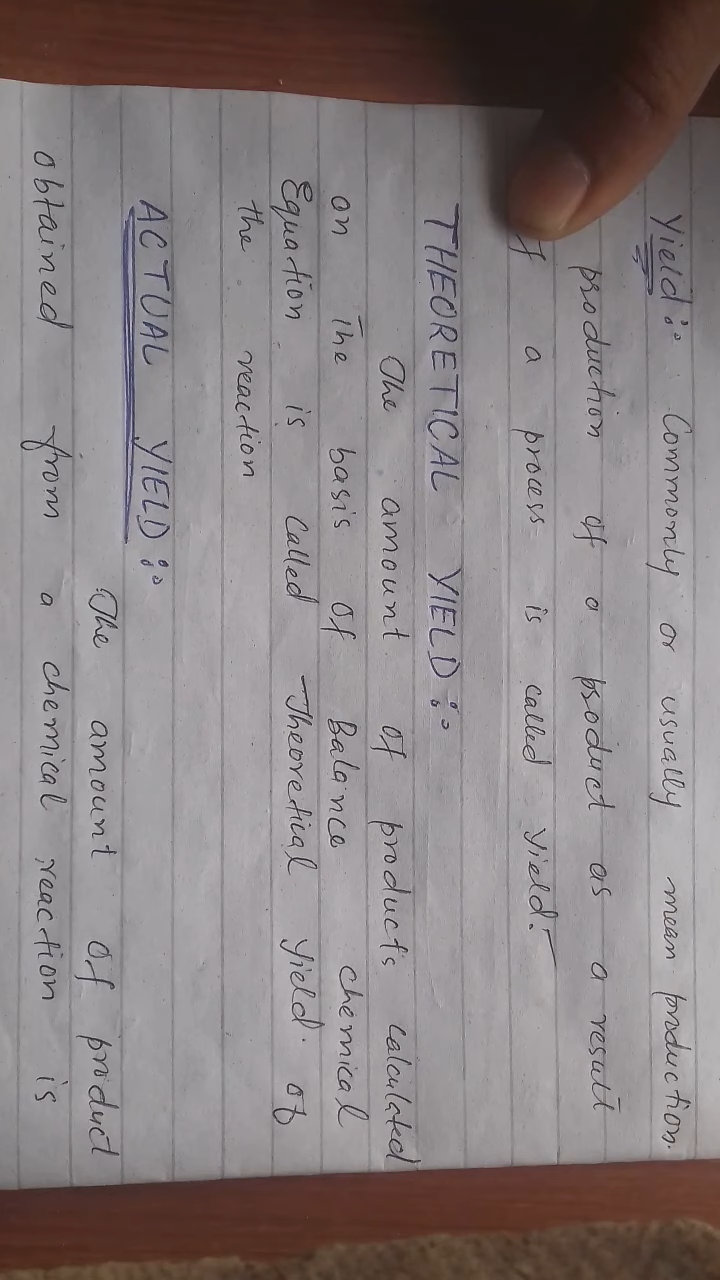 Yield:- Commonly or usually mean production.
production of a product as a result
f a process is called Yield.-
THEORETICAL YIELD:-
The amount of products calculated
on The basis of Balance chemical
Equation is called Theoretical Yield of
the reaction
ACTUAL YIELD:-
The amount of product
obtained from a chemical reaction is